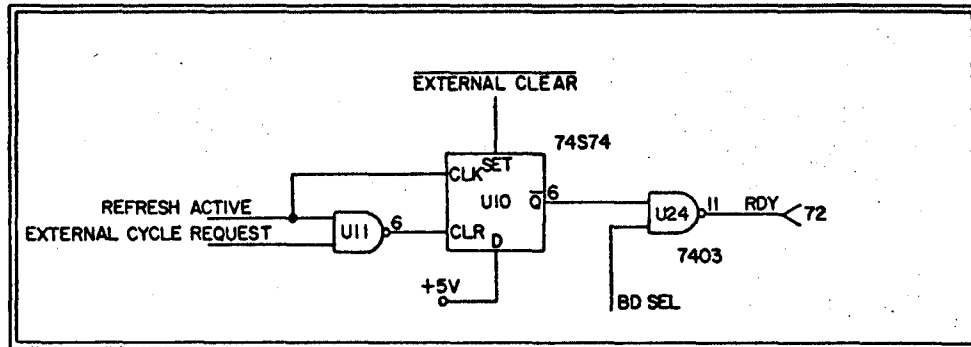 EXTERNAL CLEAR
74S74
CLK SET
REFRESH ACTIVE
U10 Q 6
U24 11 RDY 72
EXTERNAL CYCLE REQUEST
U11 6 CLR
D
7403
+5V
BD SEL